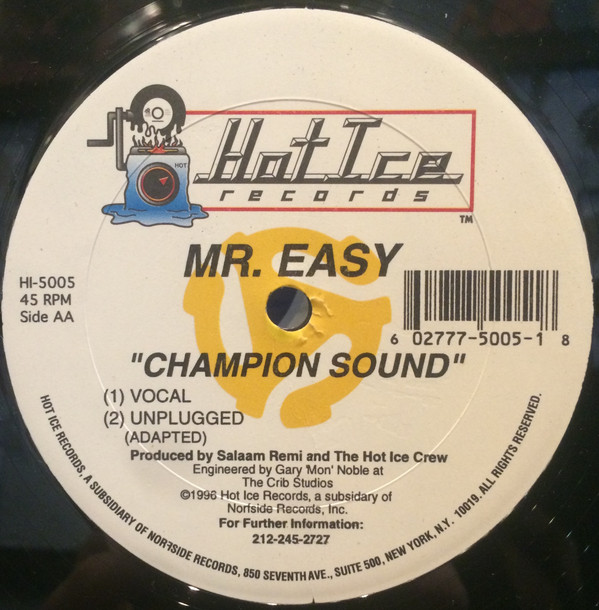 HOT
Hot Ice
records
TM
MR. EASY
HI-5005
45 RPM
Side AA
6 02777-5005-1 8
"CHAMPION SOUND"
(1) VOCAL
(2) UNPLUGGED
(ADAPTED)
Produced by Salaam Remi and The Hot Ice Crew
Engineered by Gary 'Mon' Noble at
The Crib Studios
©1996 Hot Ice Records, a subsidary of
Norfside Records, Inc.
For Further Information:
212-245-2727
HOT ICE RECORDS, A SUBSIDIARY OF NORFSIDE RECORDS, 850 SEVENTH AVE., SUITE 500, NEW YORK, N.Y. 10019. ALL RIGHTS RESERVED.